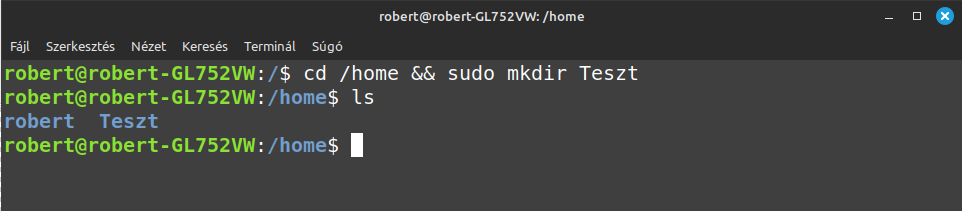 robert@robert-GL752VW: /home
Fájl Szerkesztés Nézet Keresés Terminál Súgó
robert@robert-GL752VW:/$ cd /home && sudo mkdir Teszt
robert@robert-GL752VW:/home$ ls
robert  Teszt
robert@robert-GL752VW:/home$